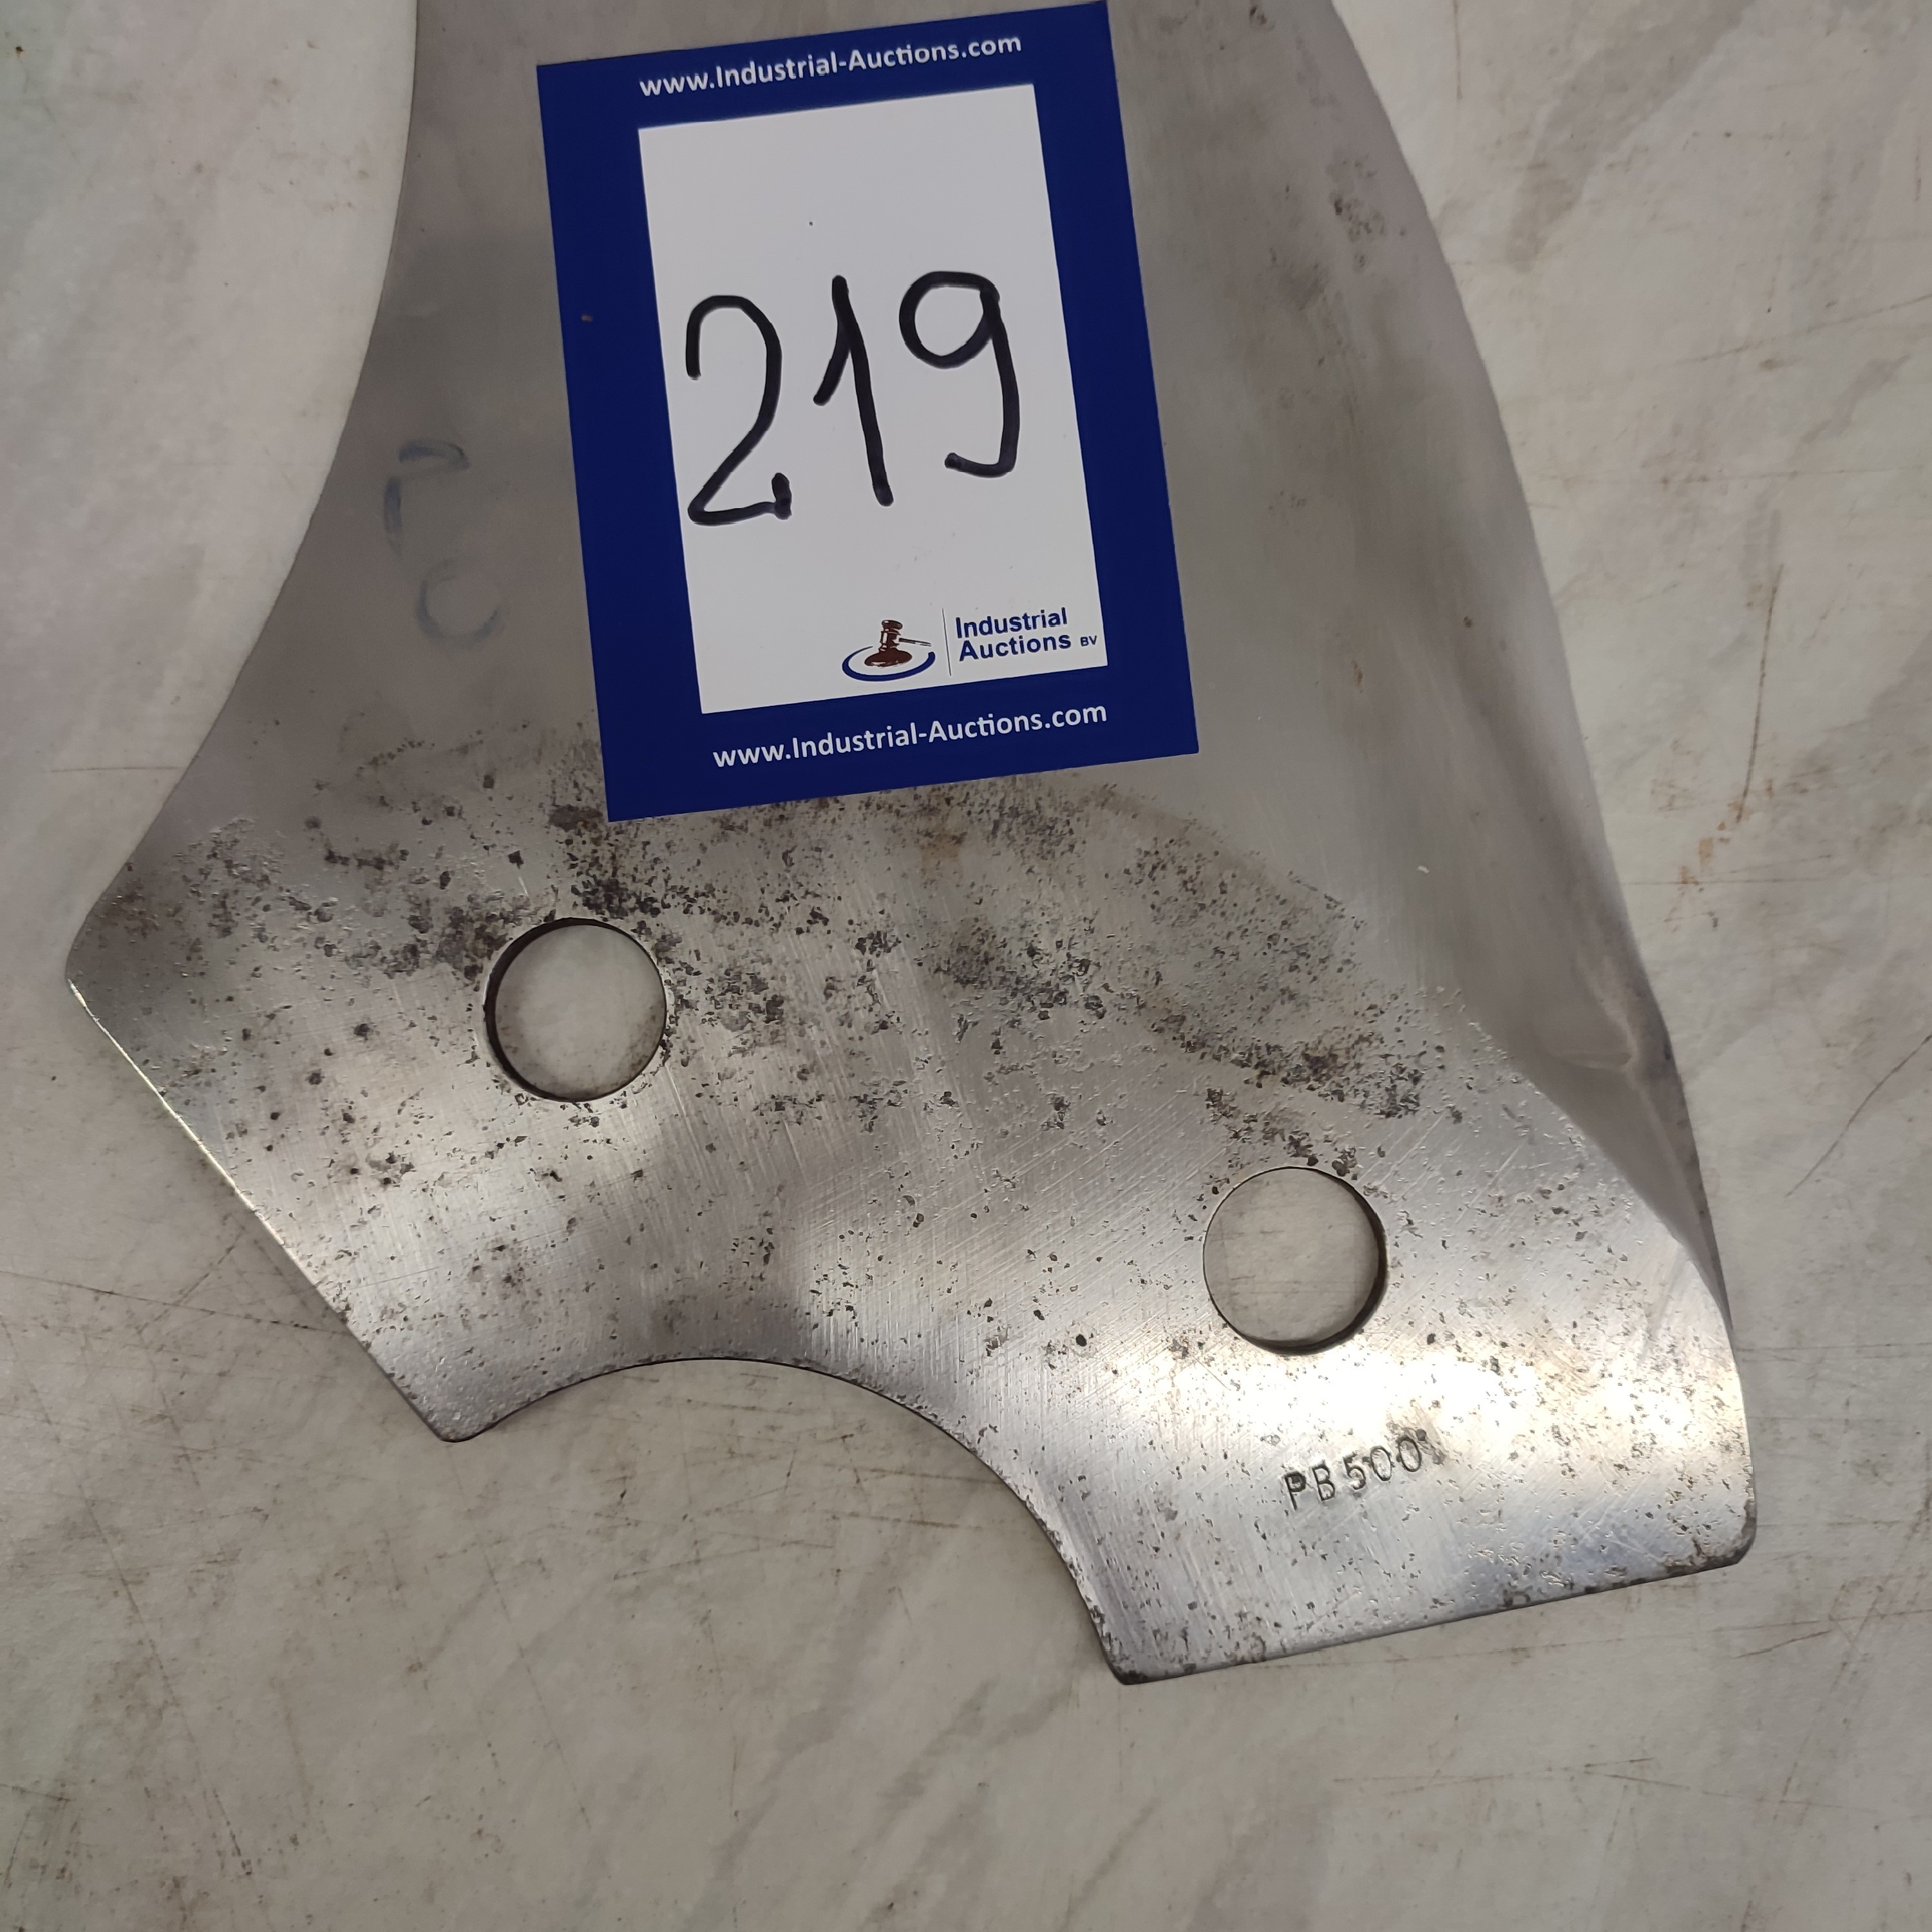 www.Industrial-Auctions.com
219
Industrial
Auctions BV
www.Industrial-Auctions.com
PB500